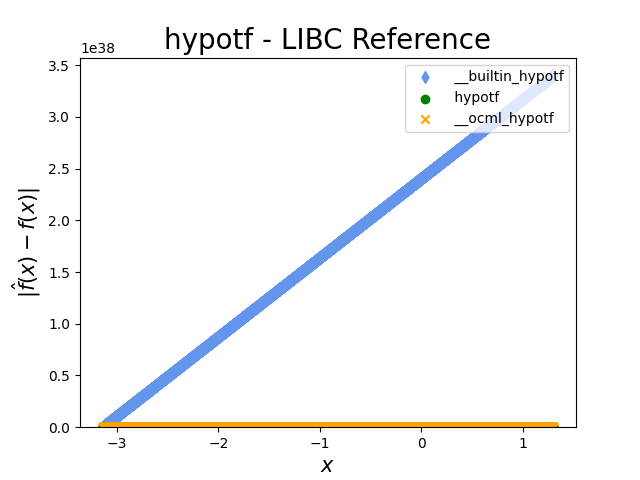 hypotf - LIBC Reference
1e38
__builtin_hypotf
hypotf
__ocml_hypotf
3.5
3.0
2.5
2.0
1.5
1.0
0.5
0.0
|f̂(x) − f(x)|
−3
−2
−1
0
1
x